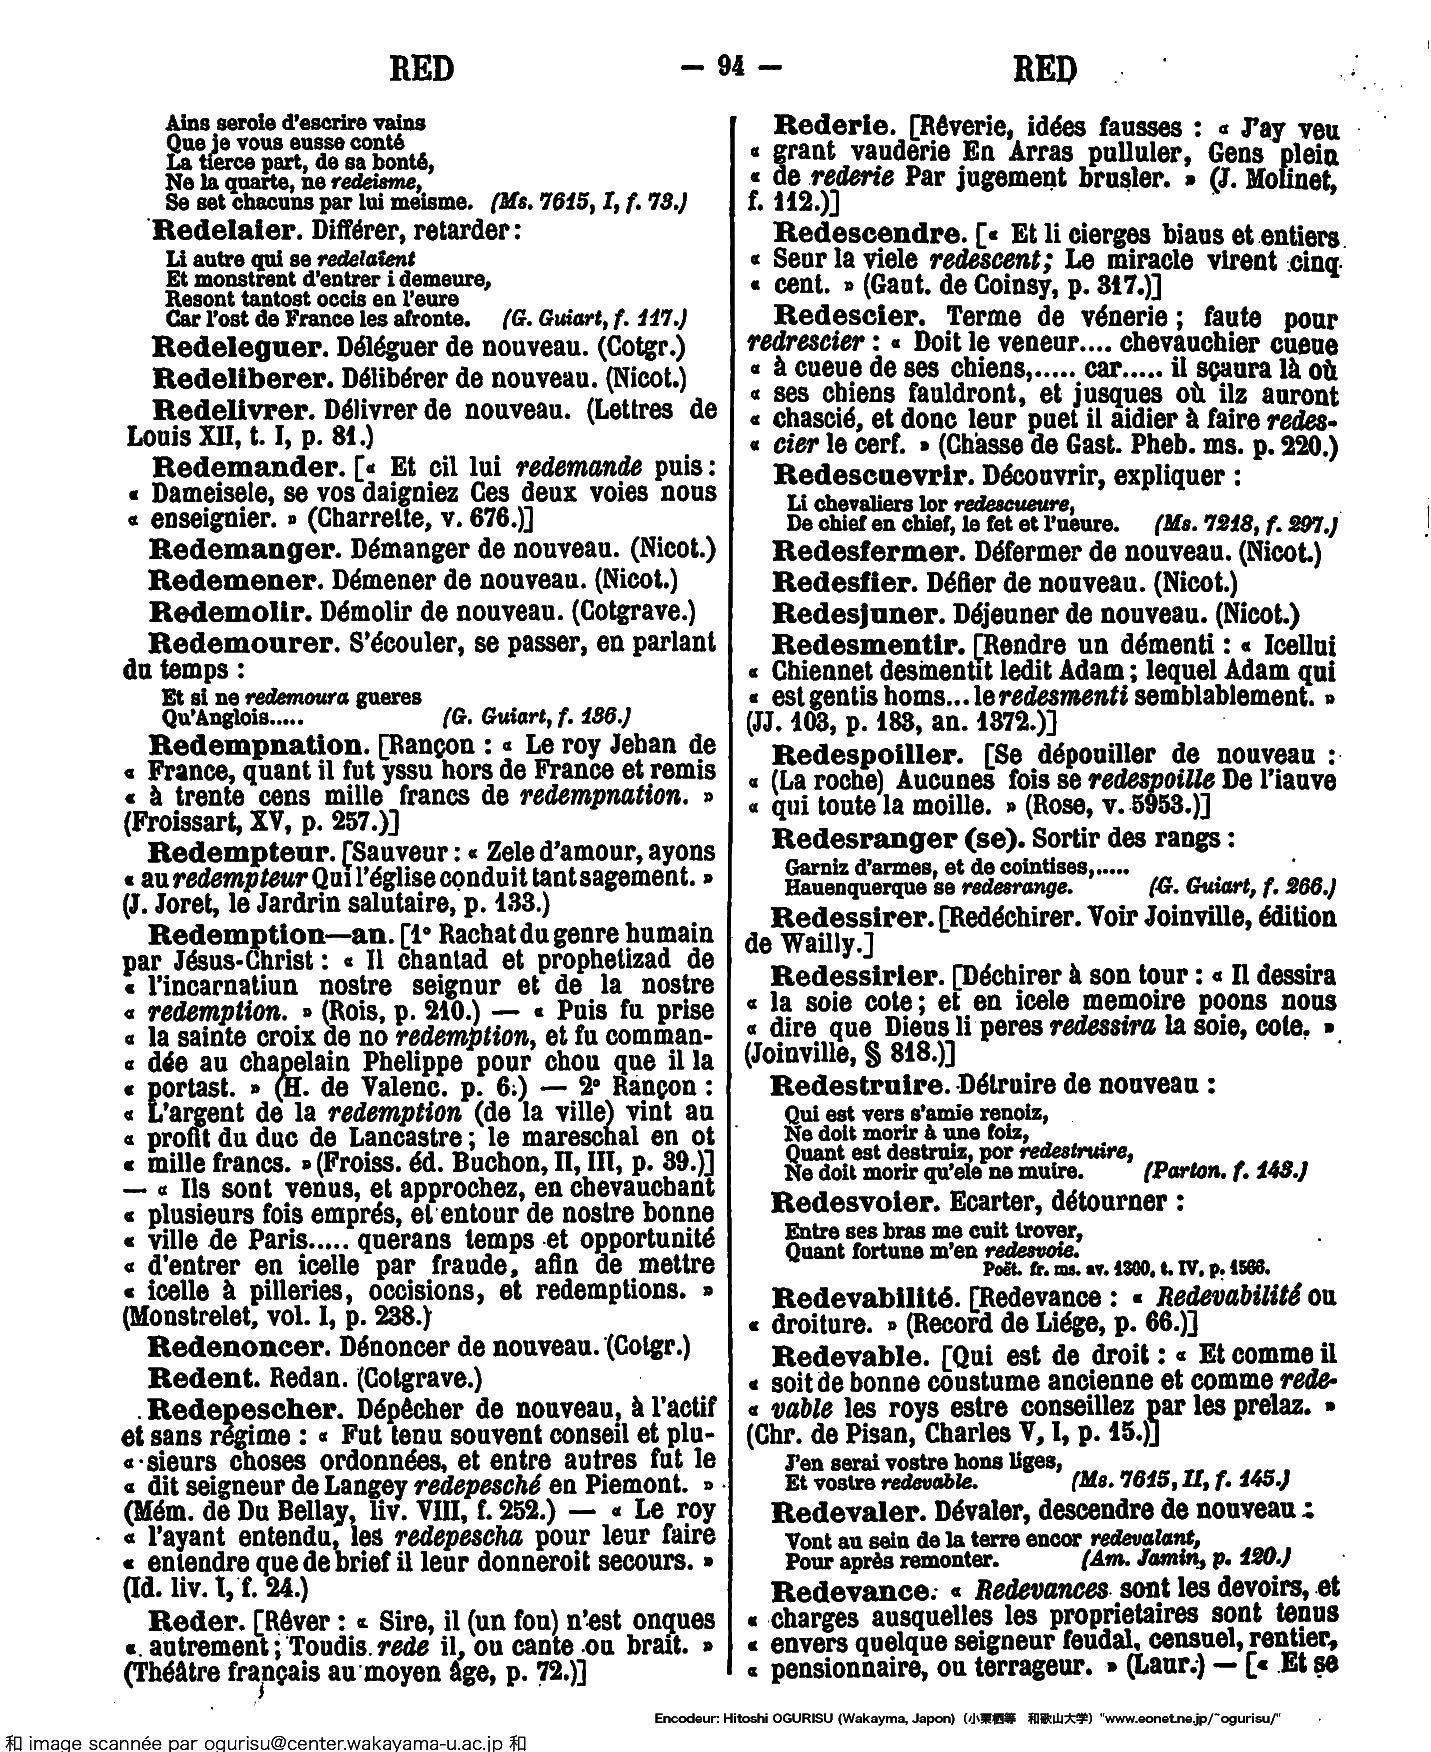 RED — 94 — RED
Ains seroie d'escrire vains
Que je vous eusse conté
La tierce part, de sa bonté,
Ne la quarte, ne redeisme,
Se set chacuns par lui meisme. (Ms. 7615, I, f. 73.)
Redelaier. Différer, retarder :
Li autre qui se redelaient
Et monstrent d'entrer i demeure,
Resont tantost occis en l'eure
Car l'ost de France les afronte. (G. Guiart, f. 117.)
Redeleguer. Déléguer de nouveau. (Cotgr.)
Redeliberer. Délibérer de nouveau. (Nicot.)
Redelivrer. Délivrer de nouveau. (Lettres de
Louis XII, t. I, p. 81.)
Redemander. [« Et cil lui redemande puis :
« Dameisele, se vos daigniez Ces deux voies nous
« enseignier. » (Charrette, v. 676.)]
Redemanger. Démanger de nouveau. (Nicot.)
Redemener. Démener de nouveau. (Nicot.)
Redemolir. Démolir de nouveau. (Cotgrave.)
Redemourer. S'écouler, se passer, en parlant
du temps :
Et si ne redemoura gueres
Qu'Anglois..... (G. Guiart, f. 136.)
Redempnation. [Rançon : « Le roy Jehan de
« France, quant il fut yssu hors de France et remis
« à trente cens mille francs de redempnation. »
(Froissart, XV, p. 257.)]
Redempteur. [Sauveur : « Zele d'amour, ayons
« au redempteur Qui l'église conduit tant sagement. »
(J. Joret, le Jardrin salutaire, p. 133.)
Redemption—an. [1° Rachat du genre humain
par Jésus-Christ : « Il chantad et prophetizad de
« l'incarnatiun nostre seignur et de la nostre
« redemption. » (Rois, p. 210.) — « Puis fu prise
« la sainte croix de no redemption, et fu comman-
« dée au chapelain Phelippe pour chou que il la
« portast. » (H. de Valenc. p. 6.) — 2° Rançon :
« L'argent de la redemption (de la ville) vint au
« profit du duc de Lancastre ; le mareschal en ot
« mille francs. » (Froiss. éd. Buchon, II, III, p. 39.)]
— « Ils sont venus, et approchez, en chevauchant
« plusieurs fois emprés, et entour de nostre bonne
« ville de Paris..... querans temps et opportunité
« d'entrer en icelle par fraude, afin de mettre
« icelle à pilleries, occisions, et redemptions. »
(Monstrelet, vol. I, p. 238.)
Redenoncer. Dénoncer de nouveau. (Cotgr.)
Redent. Redan. (Cotgrave.)
Redepescher. Dépêcher de nouveau, à l'actif
et sans régime : « Fut tenu souvent conseil et plu-
« sieurs choses ordonnées, et entre autres fut le
« dit seigneur de Langey redepesché en Piemont. »
(Mém. de Du Bellay, liv. VIII, f. 252.) — « Le roy
« l'ayant entendu, les redepescha pour leur faire
« entendre que de brief il leur donneroit secours. »
(Id. liv. I, f. 24.)
Reder. [Rêver : « Sire, il (un fou) n'est onques
« autrement ; Toudis rede il, ou cante ou brait. »
(Théâtre français au moyen âge, p. 72.)]
Rederie. [Rêverie, idées fausses : « J'ay veu
« grant vauderie En Arras pulluler, Gens plein
« de rederie Par jugement brusler. » (J. Molinet,
f. 112.)]
Redescendre. [« Et li cierges biaus et entiers
« Seur la viele redescent ; Le miracle virent cinq
« cent. » (Gaut. de Coinsy, p. 317.)]
Redescier. Terme de vénerie ; faute pour
redrescier : « Doit le veneur.... chevauchier cueue
« à cueue de ses chiens,..... car..... il sçaura là où
« ses chiens fauldront, et jusques où ilz auront
« chascié, et donc leur puet il aidier à faire redes-
« cier le cerf. » (Chasse de Gast. Pheb. ms. p. 220.)
Redescuevrir. Découvrir, expliquer :
Li chevaliers lor redescueure,
De chief en chief, le fet et l'ueure. (Ms. 7218, f. 297.)
Redesfermer. Défermer de nouveau. (Nicot.)
Redesfier. Défier de nouveau. (Nicot.)
Redesjuner. Déjeuner de nouveau. (Nicot.)
Redesmentir. [Rendre un démenti : « Icellui
« Chiennet desmentit ledit Adam ; lequel Adam qui
« est gentis homs... le redesmenti semblablement. »
(JJ. 103, p. 183, an. 1372.)]
Redespoiller. [Se dépouiller de nouveau :
« (La roche) Aucunes fois se redespoille De l'iauve
« qui toute la moille. » (Rose, v. 5953.)]
Redesranger (se). Sortir des rangs :
Garniz d'armes, et de cointises,.....
Hauenquerque se redesrange. (G. Guiart, f. 266.)
Redessirer. [Redéchirer. Voir Joinville, édition
de Wailly.]
Redessirier. [Déchirer à son tour : « Il dessira
« la soie cote ; et en icele memoire poons nous
« dire que Dieus li peres redessira la soie, cote. »
(Joinville, § 818.)]
Redestruire. Détruire de nouveau :
Qui est vers s'amie renoiz,
Ne doit morir à une foiz,
Quant est destruiz, por redestruire,
Ne doit morir qu'ele ne muire. (Parton. f. 143.)
Redesvoier. Ecarter, détourner :
Entre ses bras me cuit trover,
Quant fortune m'en redesvoie.
Poët. fr. ms. av. 1300, t. IV, p. 1566.
Redevabilité. [Redevance : « Redevabilité ou
« droiture. » (Record de Liége, p. 66.)]
Redevable. [Qui est de droit : « Et comme il
« soit de bonne coustume ancienne et comme rede-
« vable les roys estre conseillez par les prelaz. »
(Chr. de Pisan, Charles V, I, p. 15.)]
J'en serai vostre hons liges,
Et vostre redevable. (Ms. 7615, II, f. 145.)
Redevaler. Dévaler, descendre de nouveau :
Vont au sein de la terre encor redevalant,
Pour après remonter. (Am. Jamin, p. 120.)
Redevance. « Redevances sont les devoirs, et
« charges ausquelles les proprietaires sont tenus
« envers quelque seigneur feudal, censuel, rentier,
« pensionnaire, ou terrageur. » (Laur.) — [« Et se
Encodeur: Hitoshi OGURISU (Wakayma, Japon) (小栗栖等 和歌山大学) "www.eonet.ne.jp/~ogurisu/"
和 image scannée par ogurisu@center.wakayama-u.ac.jp 和